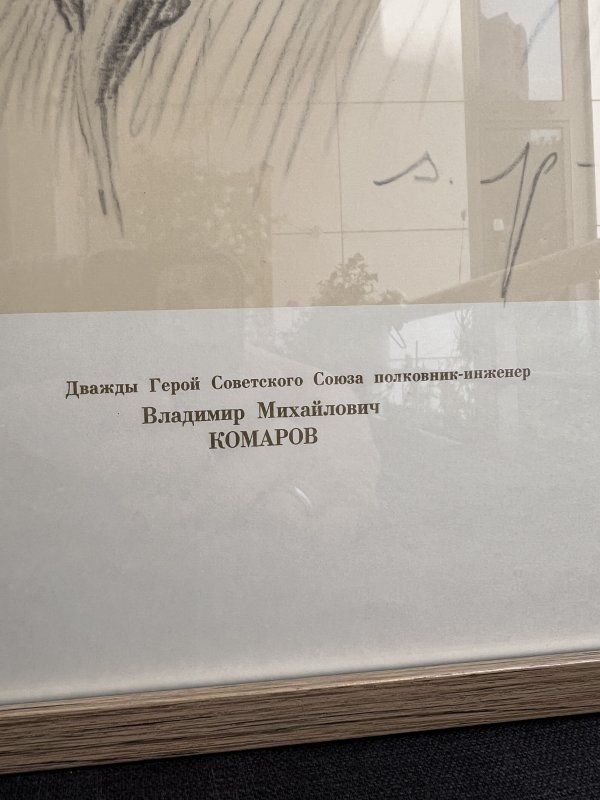 Дважды Герой Советского Союза полковник-инженер
Владимир Михайлович
КОМАРОВ